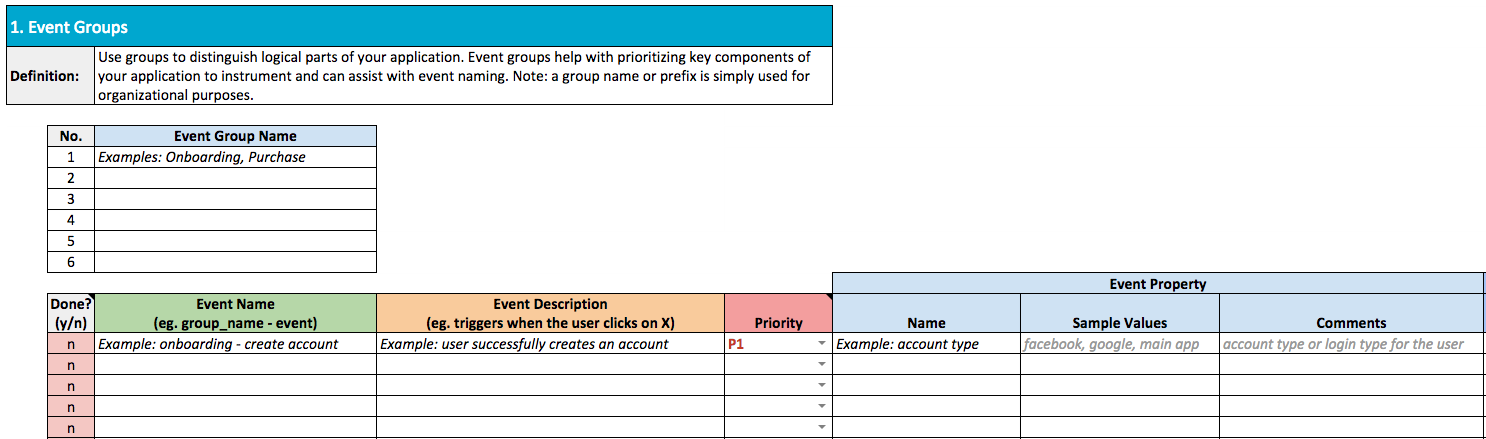 1. Event Groups
Definition:
Use groups to distinguish logical parts of your application. Event groups help with prioritizing key components of
your application to instrument and can assist with event naming. Note: a group name or prefix is simply used for
organizational purposes.
No. Event Group Name
1 Examples: Onboarding, Purchase
2
3
4
5
6
Event Property
Done? Event Name Event Description
(y/n) (eg. group_name - event) (eg. triggers when the user clicks on X) Priority Name Sample Values Comments
n Example: onboarding - create account Example: user successfully creates an account P1 Example: account type facebook, google, main app account type or login type for the user
n
n
n
n